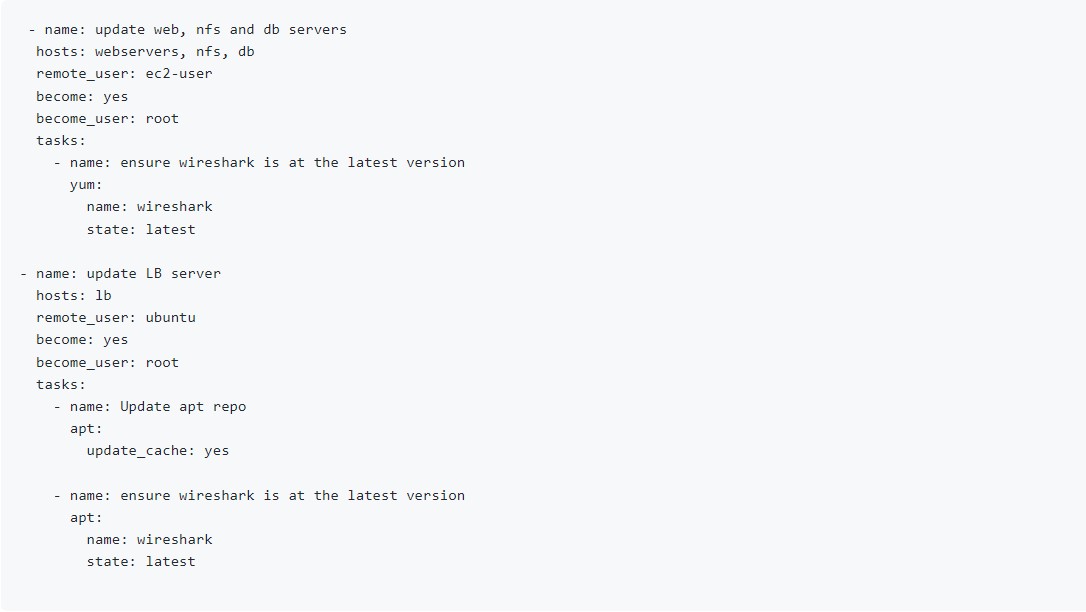 - name: update web, nfs and db servers
  hosts: webservers, nfs, db
  remote_user: ec2-user
  become: yes
  become_user: root
  tasks:
    - name: ensure wireshark is at the latest version
      yum:
        name: wireshark
        state: latest

- name: update LB server
  hosts: lb
  remote_user: ubuntu
  become: yes
  become_user: root
  tasks:
    - name: Update apt repo
      apt:
        update_cache: yes

    - name: ensure wireshark is at the latest version
      apt:
        name: wireshark
        state: latest